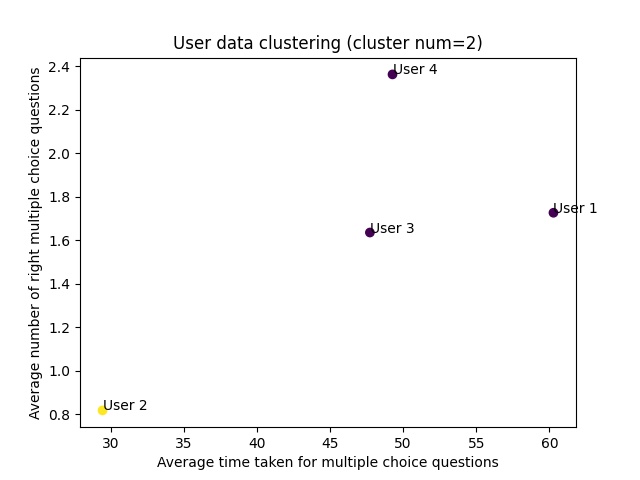 User data clustering (cluster num=2)
Average number of right multiple choice questions
2.4
2.2
2.0
1.8
1.6
1.4
1.2
1.0
0.8
User 4
User 1
User 3
User 2
30 35 40 45 50 55 60
Average time taken for multiple choice questions